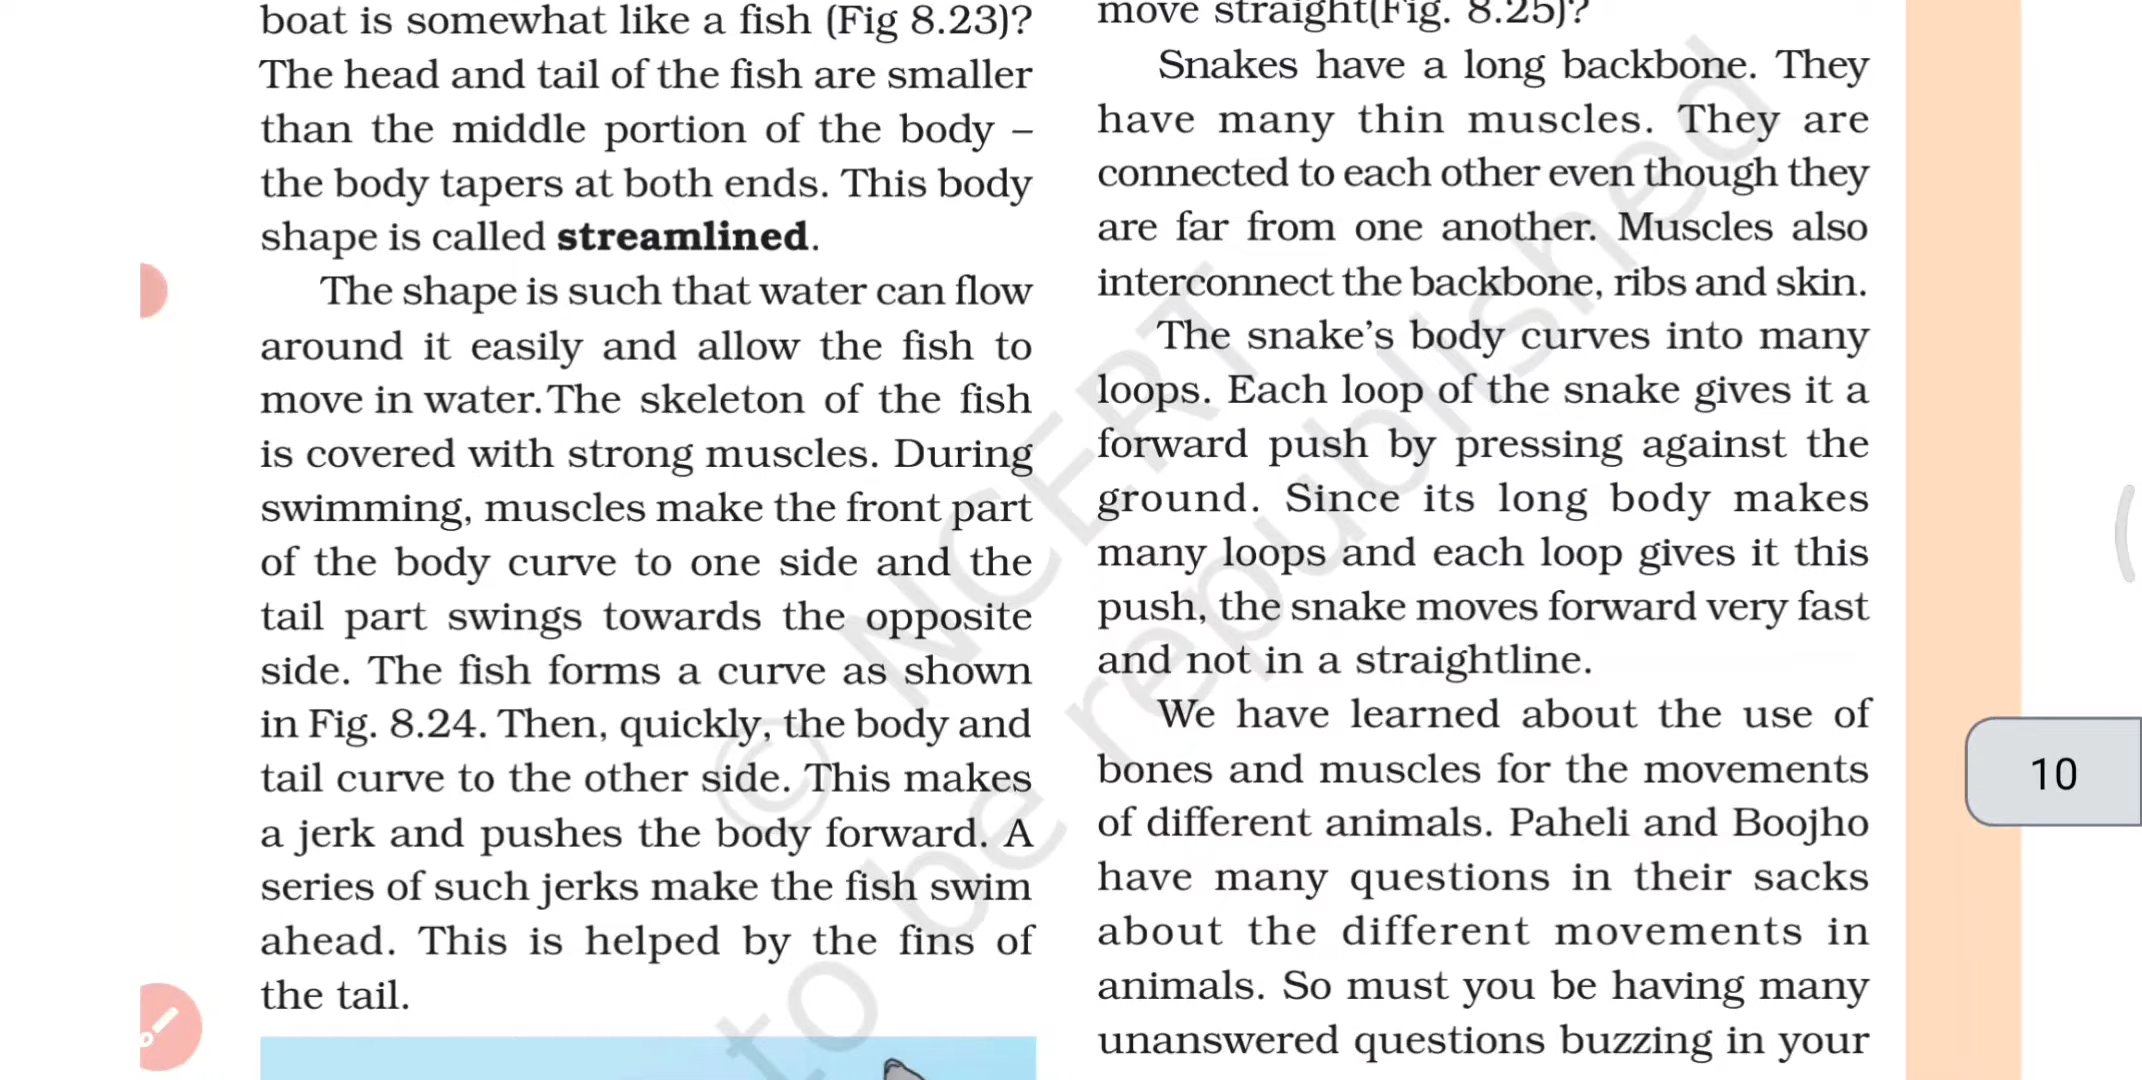 boat is somewhat like a fish (Fig 8.23)?
The head and tail of the fish are smaller
than the middle portion of the body –
the body tapers at both ends. This body
shape is called streamlined.
The shape is such that water can flow
around it easily and allow the fish to
move in water.The skeleton of the fish
is covered with strong muscles. During
swimming, muscles make the front part
of the body curve to one side and the
tail part swings towards the opposite
side. The fish forms a curve as shown
in Fig. 8.24. Then, quickly, the body and
tail curve to the other side. This makes
a jerk and pushes the body forward. A
series of such jerks make the fish swim
ahead. This is helped by the fins of
the tail.
move straight(Fig. 8.25)?
Snakes have a long backbone. They
have many thin muscles. They are
connected to each other even though they
are far from one another. Muscles also
interconnect the backbone, ribs and skin.
The snake's body curves into many
loops. Each loop of the snake gives it a
forward push by pressing against the
ground. Since its long body makes
many loops and each loop gives it this
push, the snake moves forward very fast
and not in a straightline.
We have learned about the use of
bones and muscles for the movements
of different animals. Paheli and Boojho
have many questions in their sacks
about the different movements in
animals. So must you be having many
unanswered questions buzzing in your
10
© NCERT
to be republished